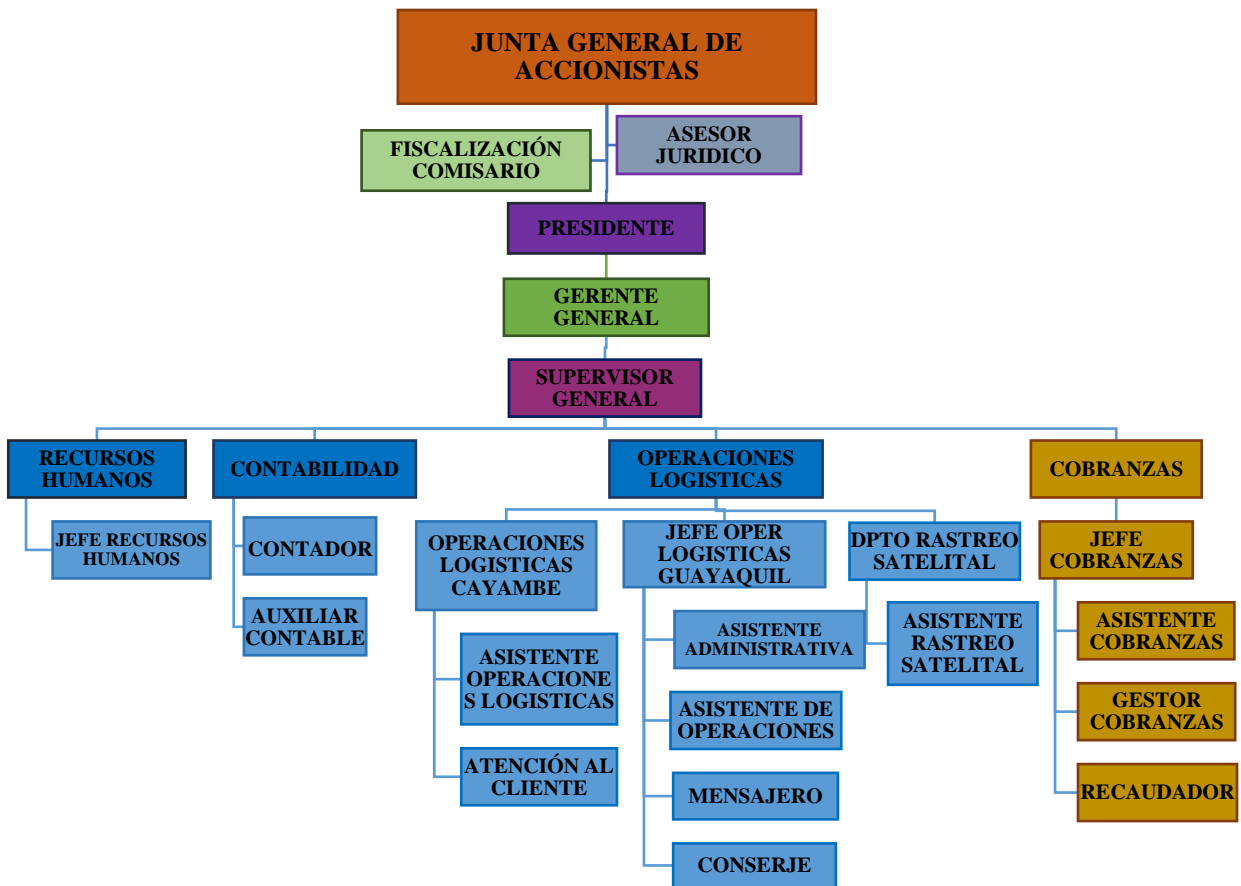 JUNTA GENERAL DE
ACCIONISTAS
FISCALIZACIÓN
COMISARIO
ASESOR
JURIDICO
PRESIDENTE
GERENTE
GENERAL
SUPERVISOR
GENERAL
RECURSOS
HUMANOS
JEFE RECURSOS
HUMANOS
CONTABILIDAD
CONTADOR
AUXILIAR
CONTABLE
OPERACIONES
LOGISTICAS
OPERACIONES
LOGISTICAS
CAYAMBE
ASISTENTE
OPERACIONE
S LOGISTICAS
ATENCIÓN AL
CLIENTE
JEFE OPER
LOGISTICAS
GUAYAQUIL
ASISTENTE
ADMINISTRATIVA
ASISTENTE DE
OPERACIONES
MENSAJERO
CONSERJE
DPTO RASTREO
SATELITAL
ASISTENTE
RASTREO
SATELITAL
COBRANZAS
JEFE
COBRANZAS
ASISTENTE
COBRANZAS
GESTOR
COBRANZAS
RECAUDADOR